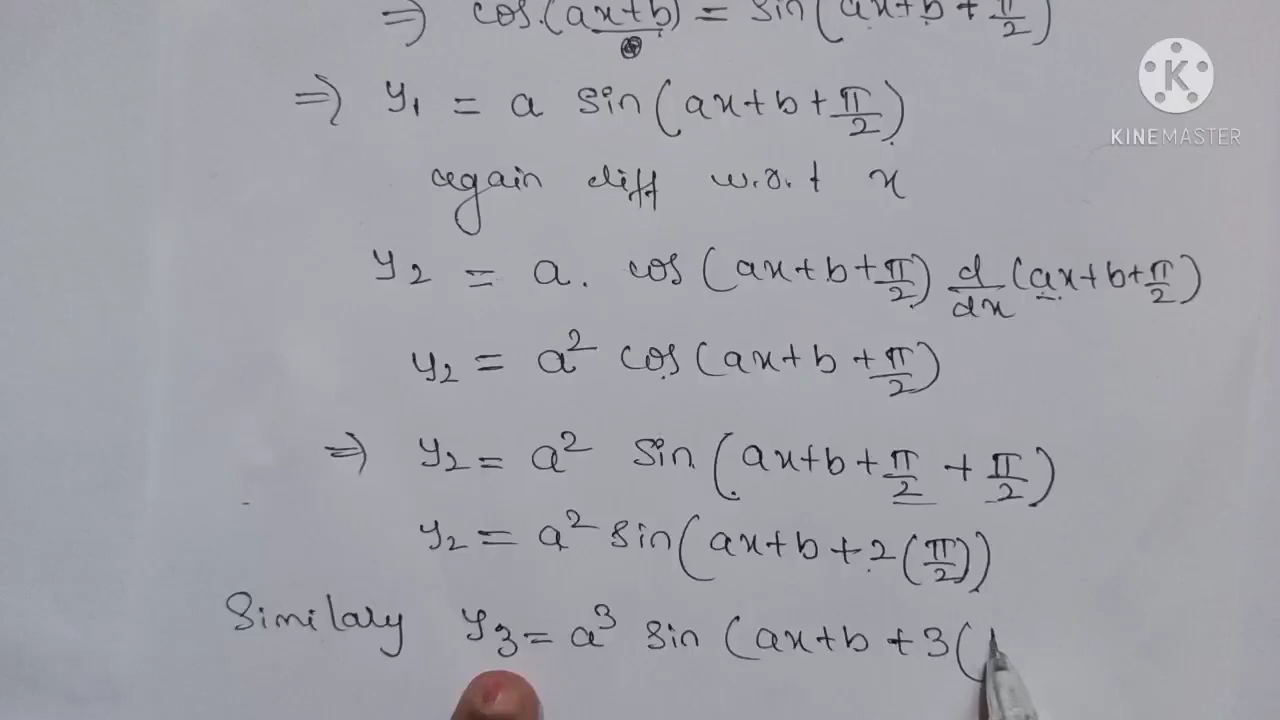 ⇒ cos(ax+b) = sin(ax+b+π/2)
⇒ y₁ = a sin(ax+b+π/2)
K
KINEMASTER
again diff w.r.t x
y₂ = a. cos(ax+b+π/2) d/dx (ax+b+π/2)
y₂ = a² cos(ax+b+π/2)
⇒ y₂ = a² sin(ax+b+π/2+π/2)
y₂ = a² sin(ax+b+2(π/2))
Similary y₃ = a³ sin(ax+b+3(